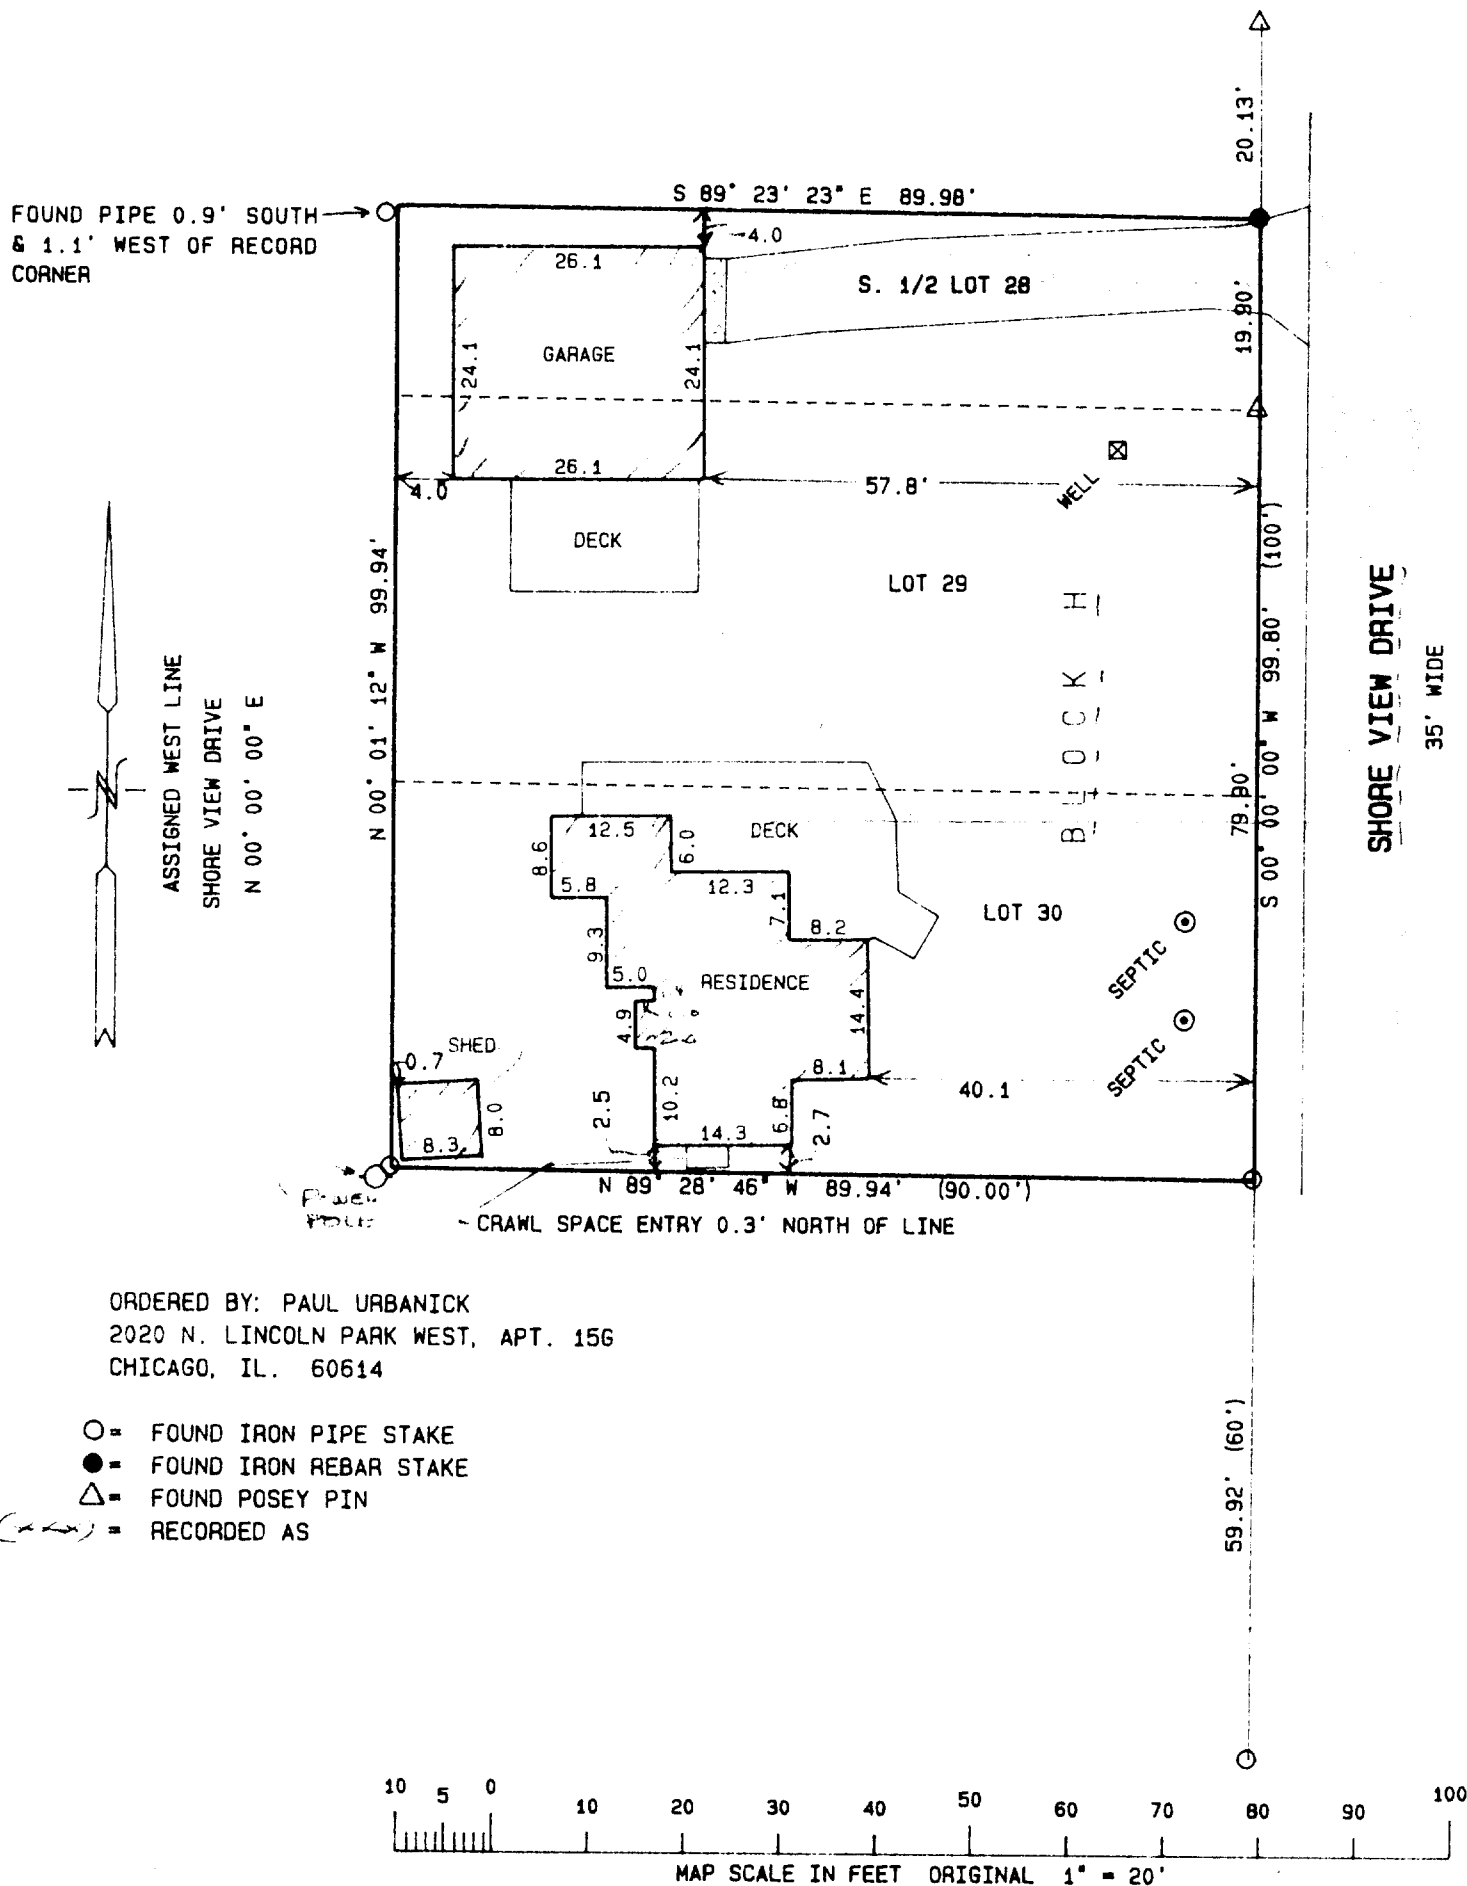 20.13'
S 89° 23' 23" E 89.98'
FOUND PIPE 0.9' SOUTH
& 1.1' WEST OF RECORD
CORNER
4.0
26.1
S. 1/2 LOT 28
19.90'
GARAGE
24.1
24.1
26.1
4.0
57.8'
WELL
DECK
LOT 29
(100')
N 00° 01' 12" W 99.94'
BLOCK H
S 00° 00' 00" W 99.80'
79.90'
SHORE VIEW DRIVE
35' WIDE
ASSIGNED WEST LINE
SHORE VIEW DRIVE
N 00° 00' 00" E
N
12.5
6.0
DECK
8.6
5.8
12.3
7.1
8.2
LOT 30
9.3
5.0
RESIDENCE
SEPTIC
4.9
14.4
SHED
0.7
8.1
SEPTIC
40.1
8.0
8.3
2.5
10.2
14.3
6.8
2.7
N 89° 28' 46" W 89.94' (90.00')
POWER
POLE
CRAWL SPACE ENTRY 0.3' NORTH OF LINE
ORDERED BY: PAUL URBANICK
2020 N. LINCOLN PARK WEST, APT. 15G
CHICAGO, IL. 60614
= FOUND IRON PIPE STAKE
= FOUND IRON REBAR STAKE
= FOUND POSEY PIN
(xxx) = RECORDED AS
59.92' (60')
10 5 0 10 20 30 40 50 60 70 80 90 100
MAP SCALE IN FEET ORIGINAL 1" = 20'